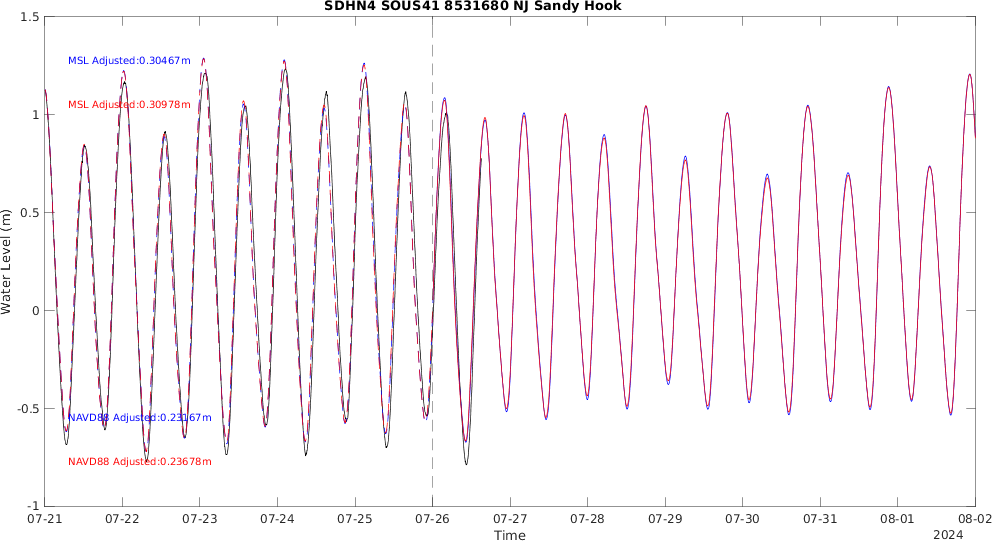 SDHN4 SOUS41 8531680 NJ Sandy Hook
1.5
MSL Adjusted:0.30467m
MSL Adjusted:0.30978m
1
0.5
Water Level (m)
0
NAVD88 Adjusted:0.23167m
-0.5
NAVD88 Adjusted:0.23678m
-1
07-21 07-22 07-23 07-24 07-25 07-26 07-27 07-28 07-29 07-30 07-31 08-01 08-02
Time
2024